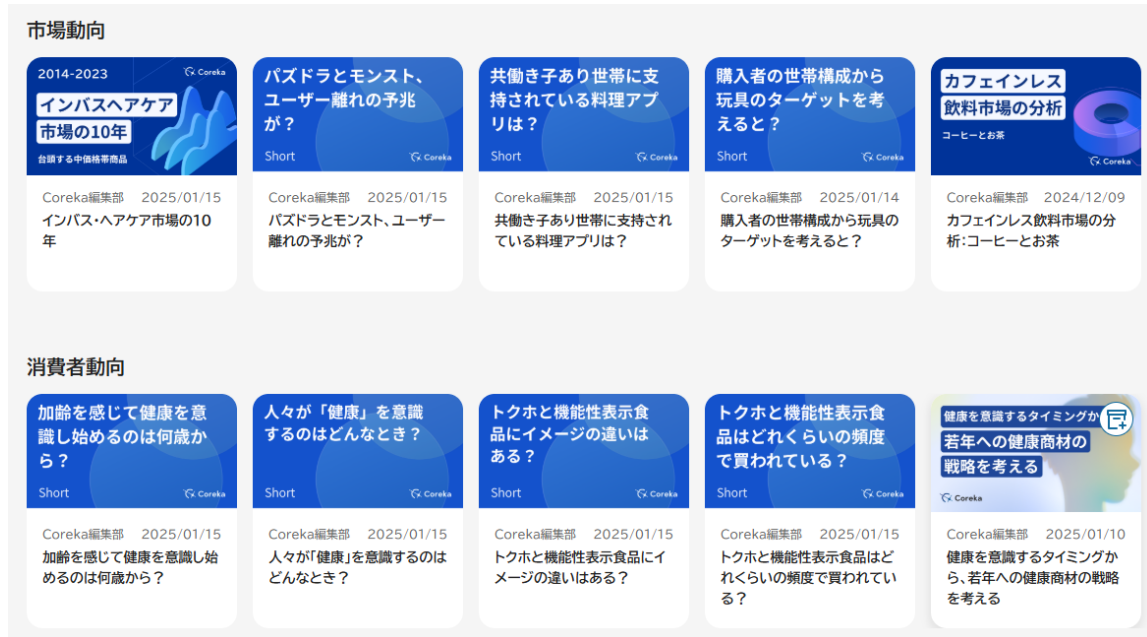 市場動向
2014-2023
Coreka
インバスヘアケア
市場の10年
台頭する中価格帯商品
Coreka編集部 2025/01/15
インバス・ヘアケア市場の10
年
パズドラとモンスト、
ユーザー離れの予兆
が？
Short
Coreka
Coreka編集部 2025/01/15
パズドラとモンスト、ユーザー
離れの予兆が？
共働き子あり世帯に支
持されている料理アプ
リは？
Short
Coreka
Coreka編集部 2025/01/15
共働き子あり世帯に支持され
ている料理アプリは？
購入者の世帯構成から
玩具のターゲットを考
えると？
Short
Coreka
Coreka編集部 2025/01/14
購入者の世帯構成から玩具の
ターゲットを考えると？
カフェインレス
飲料市場の分析
コーヒーとお茶
Coreka
Coreka編集部 2024/12/09
カフェインレス飲料市場の分
析：コーヒーとお茶
消費者動向
加齢を感じて健康を意
識し始めるのは何歳か
ら？
Short
Coreka
Coreka編集部 2025/01/15
加齢を感じて健康を意識し始
めるのは何歳から？
人々が「健康」を意識
するのはどんなとき？
Short
Coreka
Coreka編集部 2025/01/15
人々が「健康」を意識するのは
どんなとき？
トクホと機能性表示食
品にイメージの違いは
ある？
Short
Coreka
Coreka編集部 2025/01/15
トクホと機能性表示食品にイ
メージの違いはある？
トクホと機能性表示食
品はどれくらいの頻度
で買われている？
Short
Coreka
Coreka編集部 2025/01/15
トクホと機能性表示食品はど
れくらいの頻度で買われてい
る？
健康を意識するタイミングか
若年への健康商材の
戦略を考える
Coreka
Coreka編集部 2025/01/10
健康を意識するタイミングか
ら、若年への健康商材の戦略
を考える